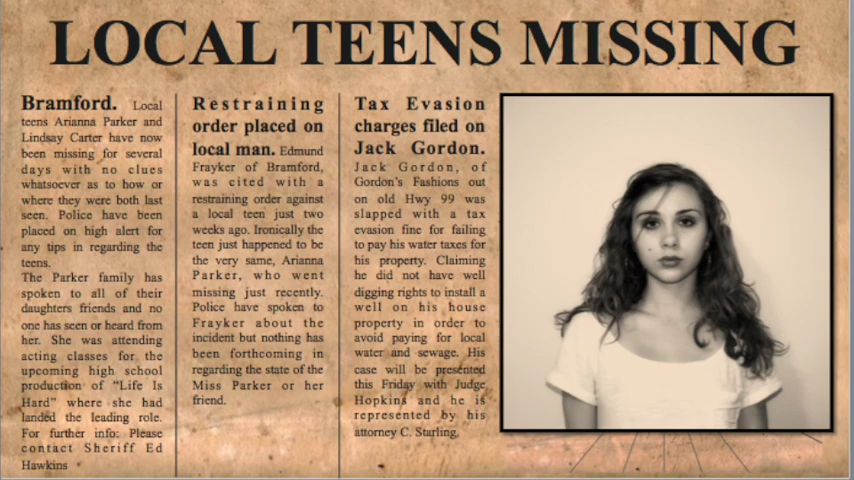 LOCAL TEENS MISSING
Bramford. Local
teens Arianna Parker and
Lindsay Carter have now
been missing for several
days with no clues
whatsoever as to how or
where they were both last
seen. Police have been
placed on high alert for
any tips in regarding the
teens.
The Parker family has
spoken to all of their
daughters friends and no
one has seen or heard from
her. She was attending
acting classes for the
upcoming high school
production of “Life Is
Hard” where she had
landed the leading role.
For further info: Please
contact Sheriff Ed
Hawkins
Restraining
order placed on
local man. Edmund
Frayker of Bramford,
was cited with a
restraining order against
a local teen just two
weeks ago. Ironically the
teen just happened to be
the very same, Arianna
Parker, who went
missing just recently.
Police have spoken to
Frayker about the
incident but nothing has
been forthcoming in
regarding the state of the
Miss Parker or her
friend.
Tax Evasion
charges filed on
Jack Gordon.
Jack Gordon, of
Gordon’s Fashions out
on old Hwy 99 was
slapped with a tax
evasion fine for failing
to pay his water taxes for
his property. Claiming
he did not have well
digging rights to install a
well on his house
property in order to
avoid paying for local
water and sewage. His
case will be presented
this Friday with Judge
Hopkins and he is
represented by his
attorney C. Starling.